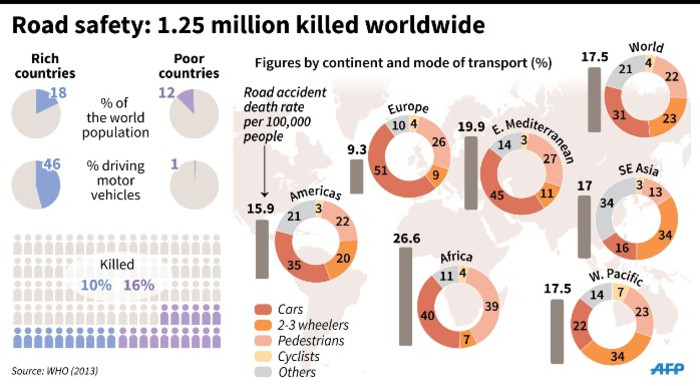 Road safety: 1.25 million killed worldwide
Rich
countries
Poor
countries
18
12
% of
the world
population
46
1
% driving
motor
vehicles
Killed
10% 16%
Source: WHO (2013)
Figures by continent and mode of transport (%)
Road accident
death rate
per 100,000
people
15.9
Americas
3
22
20
35
21
9.3
Europe
4
26
9
51
10
19.9
E. Mediterranean
3
27
11
45
14
17.5
World
4
22
23
31
21
17
SE Asia
3
13
34
16
34
26.6
Africa
4
39
7
40
11
17.5
W. Pacific
7
23
34
22
14
Cars
2-3 wheelers
Pedestrians
Cyclists
Others
AFP